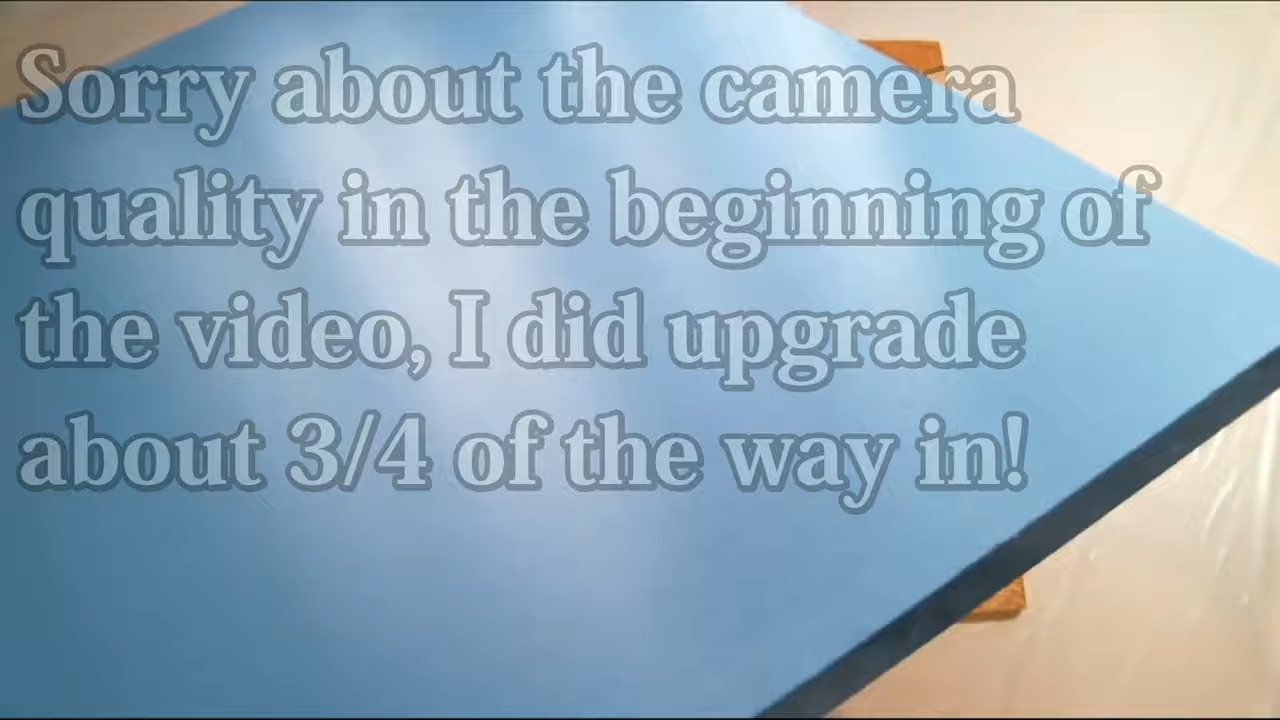 Sorry about the camera
quality in the beginning of
the video, I did upgrade
about 3/4 of the way in!